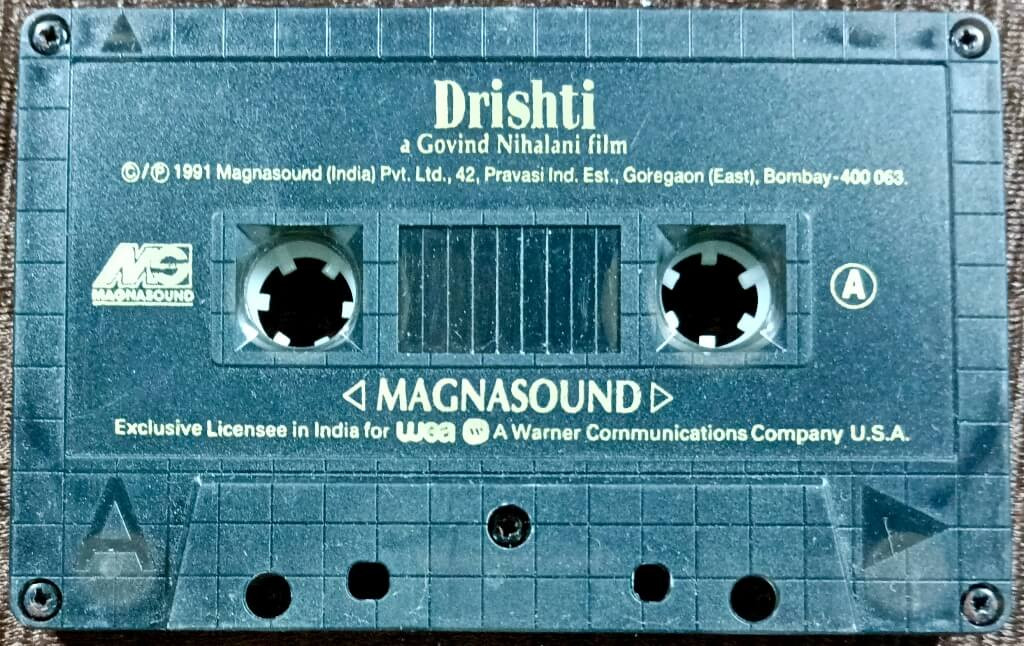 Drishti
a Govind Nihalani film
©/℗ 1991 Magnasound (India) Pvt. Ltd., 42, Pravasi Ind. Est., Goregaon (East), Bombay-400 063.
MS
MAGNASOUND
A
◁ MAGNASOUND ▷
Exclusive Licensee in India for wea W A Warner Communications Company U.S.A.
A